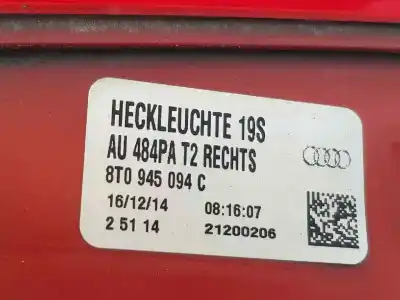 HECKLEUCHTE 19S
AU 484PA T2 RECHTS
8T0 945 094 C
16/12/14 08:16:07
2 51 14 21200206